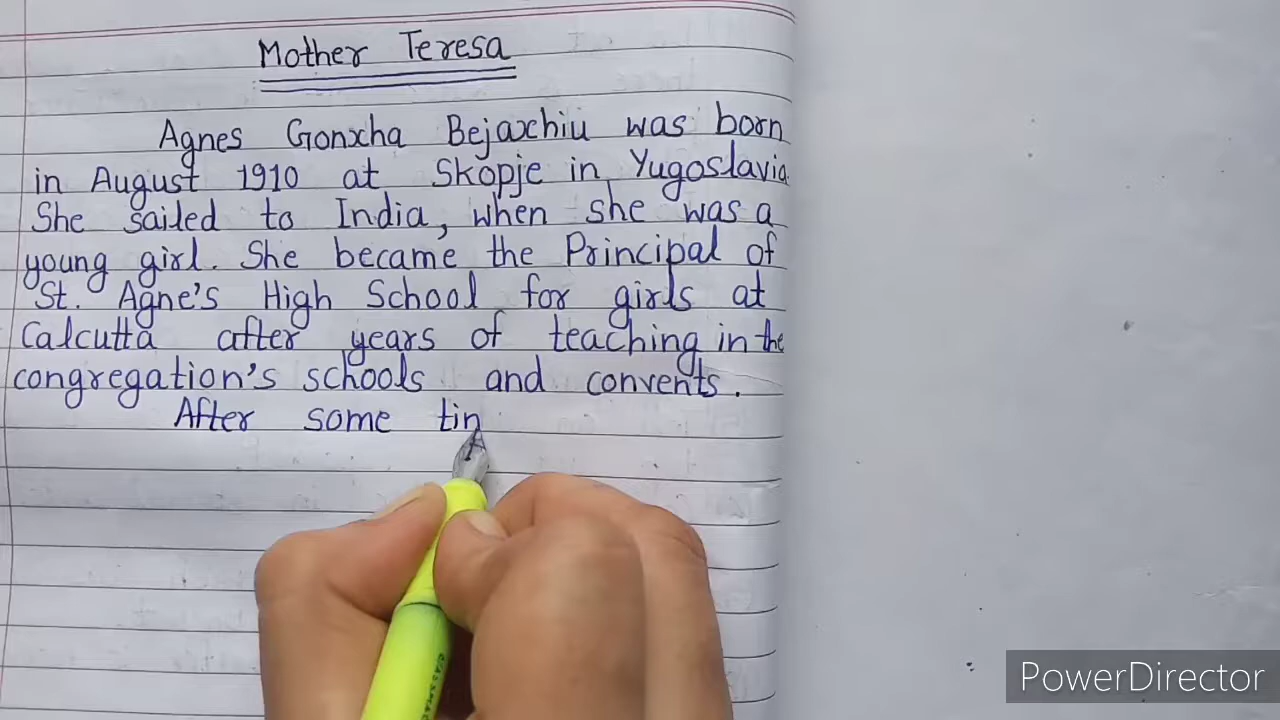 Mother Teresa
Agnes Gonxha Bejaxhiu was born
in August 1910 at Skopje in Yugoslavia
She sailed to India, when she was a
young girl. She became the Principal of
St. Agne's High School for girls at
Calcutta after years of teaching in the
congregation's schools and convents.
After some tin
PowerDirector